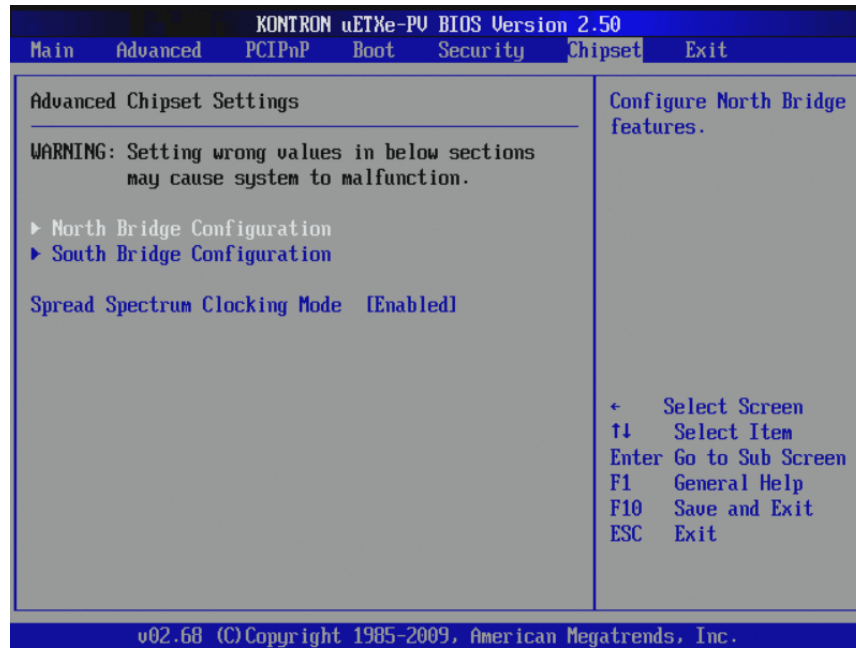 KONTRON uETXe-PV BIOS Version 2.50
Main Advanced PCIPnP Boot Security Chipset Exit
Advanced Chipset Settings
WARNING: Setting wrong values in below sections
may cause system to malfunction.
▶ North Bridge Configuration
▶ South Bridge Configuration
Spread Spectrum Clocking Mode [Enabled]
Configure North Bridge
features.
← Select Screen
↑↓ Select Item
Enter Go to Sub Screen
F1 General Help
F10 Save and Exit
ESC Exit
v02.68 (C)Copyright 1985-2009, American Megatrends, Inc.